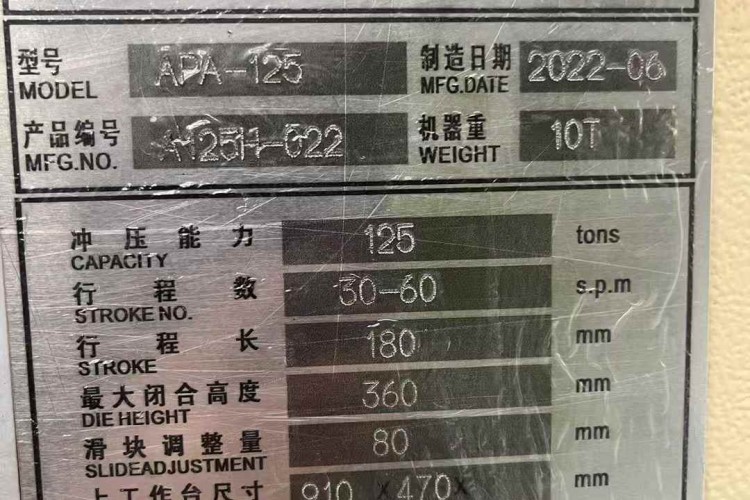 型号 APA-125 制造日期 2022-06
MODEL MFG.DATE
产品编号 A125H-022 机器重 10T
MFG.NO. WEIGHT
冲压能力 125 tons
CAPACITY
行程数 30-60 s.p.m
STROKE NO.
行程长 180 mm
STROKE
最大闭合高度 360 mm
DIE HEIGHT
滑块调整量 80 mm
SLIDEADJUSTMENT
上工作台尺寸 910 x 470x mm